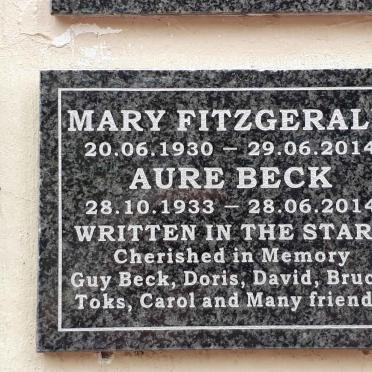 MARY FITZGERAL
20.06.1930 – 29.06.2014
AURE BECK
28.10.1933 – 28.06.2014
WRITTEN IN THE STAR
Cherished in Memory
Guy Beck, Doris, David, Bruc
Toks, Carol and Many friend